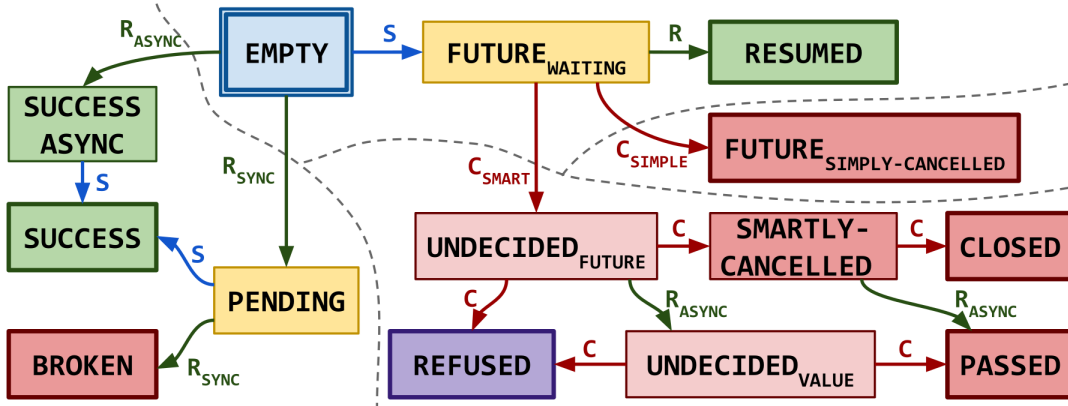 R_ASYNC
EMPTY
S
FUTURE_WAITING
R
RESUMED
SUCCESS
ASYNC
R_SYNC
C_SMART
C_SIMPLE
FUTURE_SIMPLY-CANCELLED
S
SUCCESS
S
UNDECIDED_FUTURE
C
SMARTLY-
CANCELLED
C
CLOSED
PENDING
C
R_ASYNC
R_ASYNC
BROKEN
R_SYNC
REFUSED
C
UNDECIDED_VALUE
C
PASSED